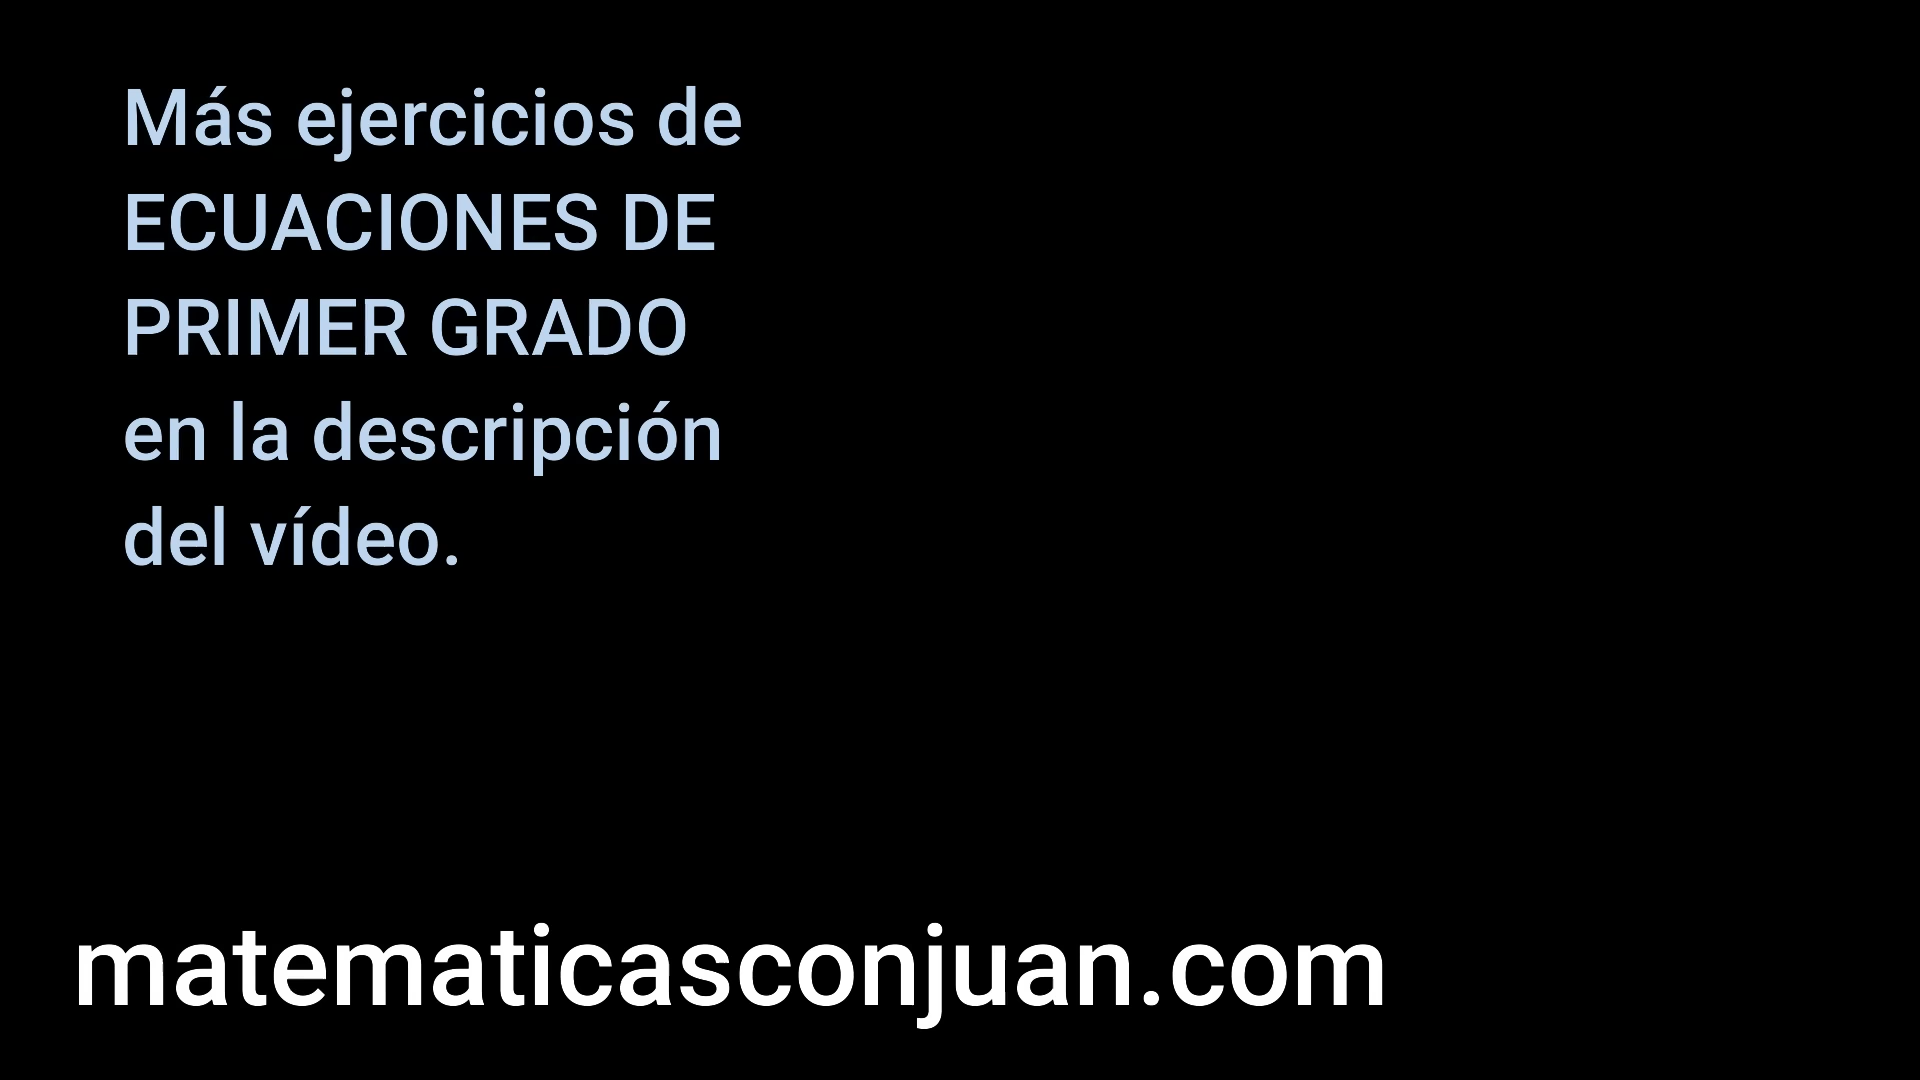 Más ejercicios de
ECUACIONES DE
PRIMER GRADO
en la descripción
del vídeo.
matematicasconjuan.com